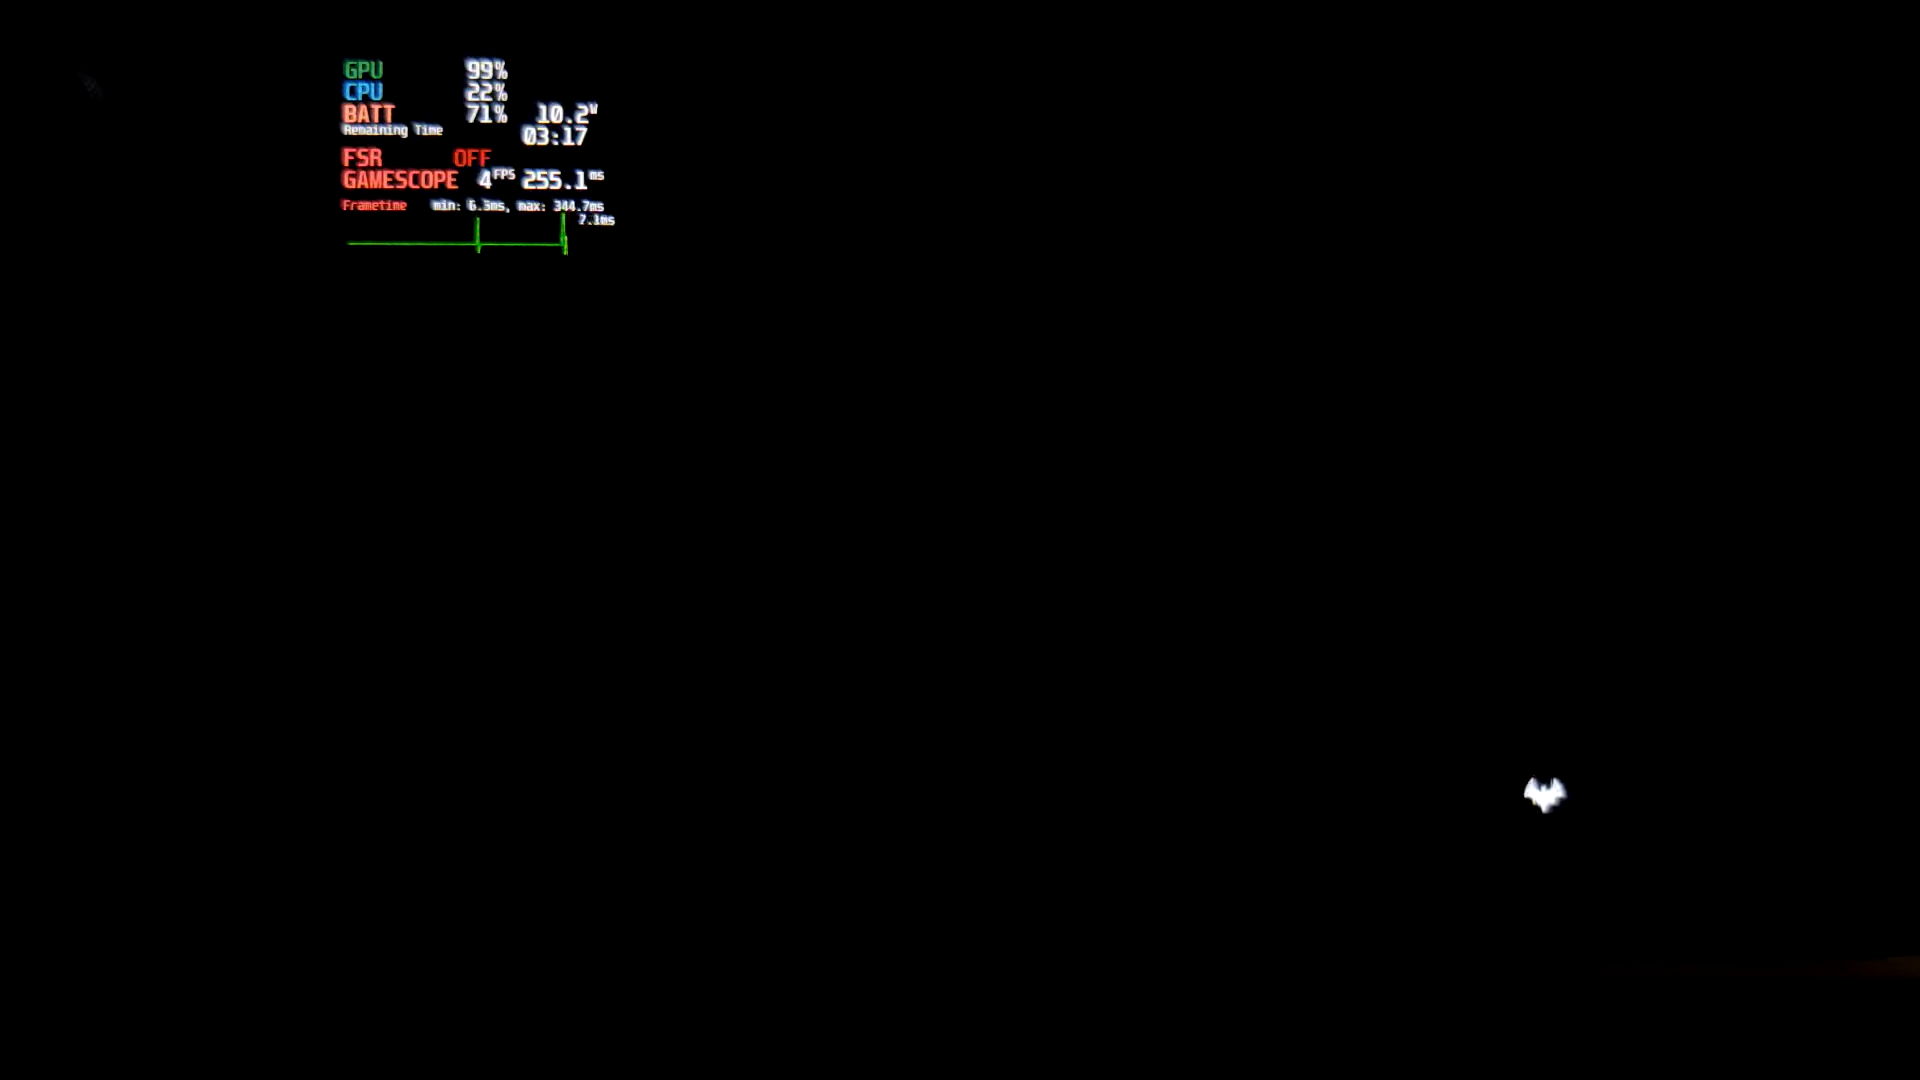 GPU 99%
CPU 22%
BATT 71% 10.2W
Remaining Time 03:17
FSR OFF
GAMESCOPE 4FPS 255.1ms
Frametime min: 6.3ms, max: 344.7ms
7.1ms